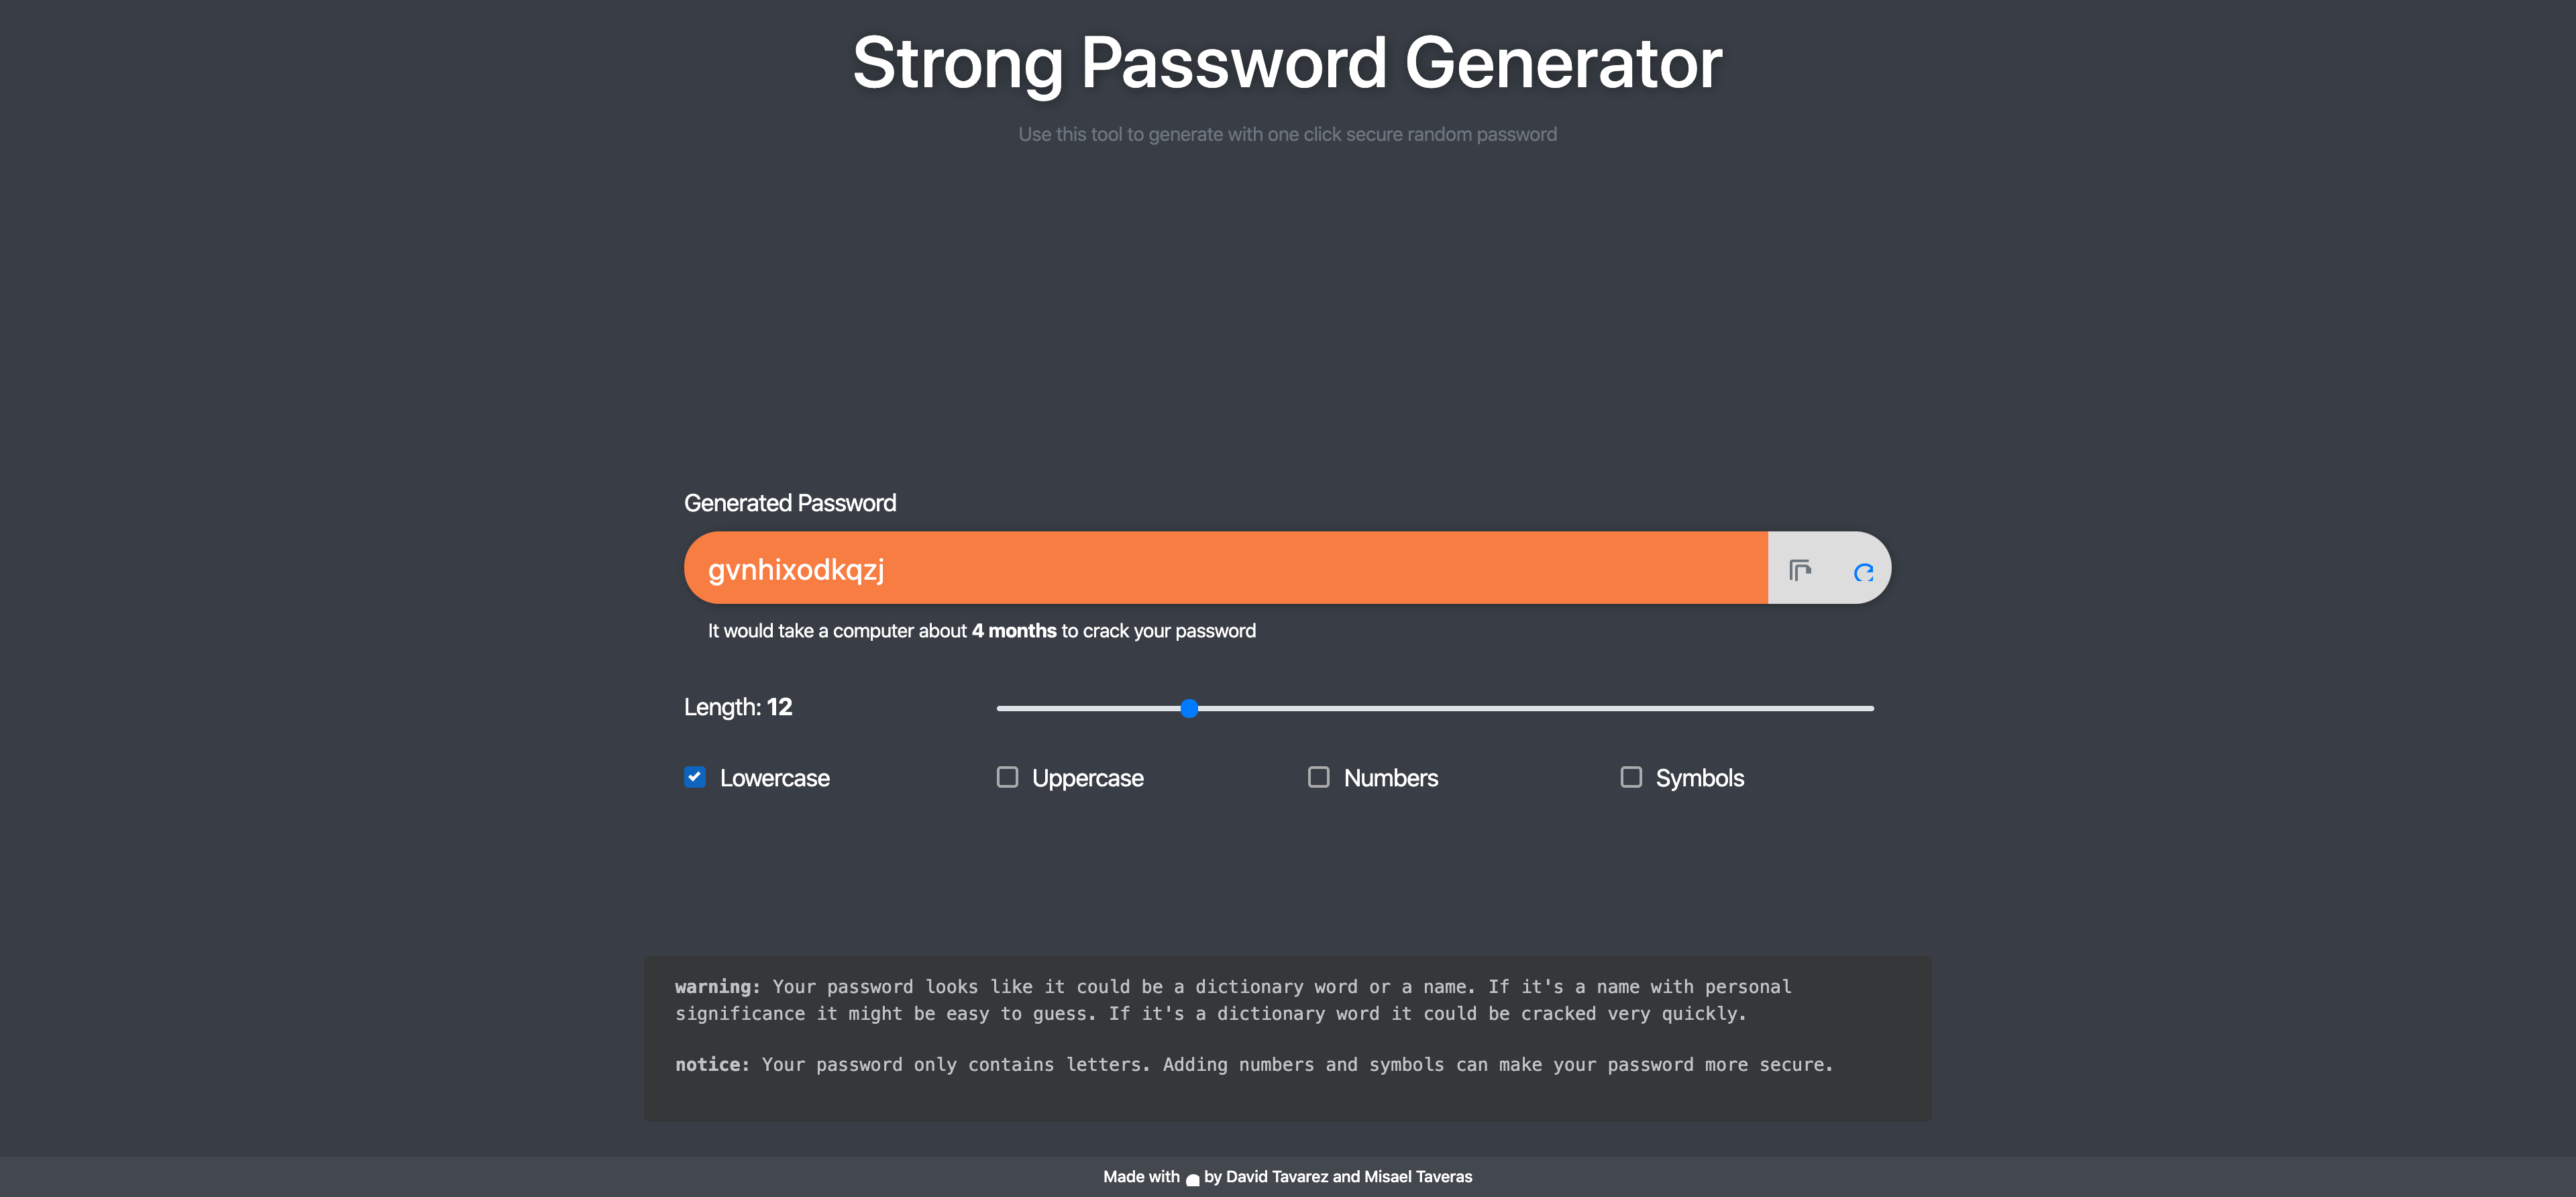 Strong Password Generator
Use this tool to generate with one click secure random password
Generated Password
gvnhixodkqzj
It would take a computer about 4 months to crack your password
Length: 12
Lowercase
Uppercase
Numbers
Symbols
warning: Your password looks like it could be a dictionary word or a name. If it's a name with personal
significance it might be easy to guess. If it's a dictionary word it could be cracked very quickly.
notice: Your password only contains letters. Adding numbers and symbols can make your password more secure.
Made with by David Tavarez and Misael Taveras